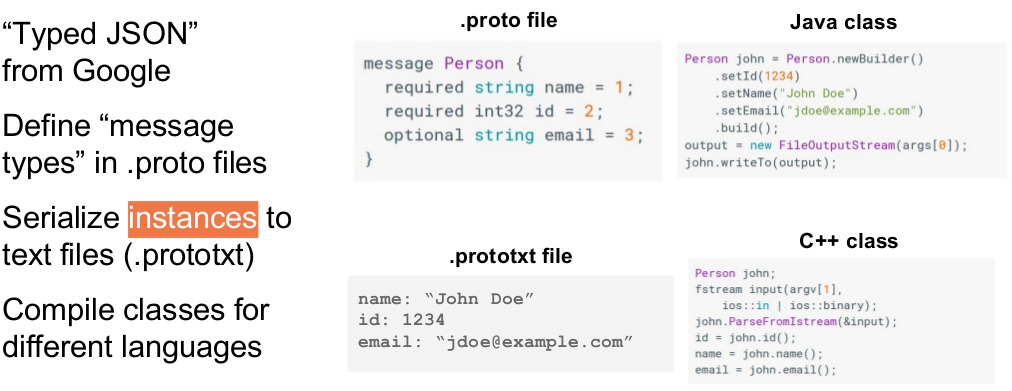 “Typed JSON”
from Google
Define “message
types” in .proto files
Serialize instances to
text files (.prototxt)
Compile classes for
different languages
.proto file
message Person {
  required string name = 1;
  required int32 id = 2;
  optional string email = 3;
}
.prototxt file
name: “John Doe”
id: 1234
email: “jdoe@example.com”
Java class
Person john = Person.newBuilder()
    .setId(1234)
    .setName("John Doe")
    .setEmail("jdoe@example.com")
    .build();
output = new FileOutputStream(args[0]);
john.writeTo(output);
C++ class
Person john;
fstream input(argv[1],
    ios::in | ios::binary);
john.ParseFromIstream(&input);
id = john.id();
name = john.name();
email = john.email();